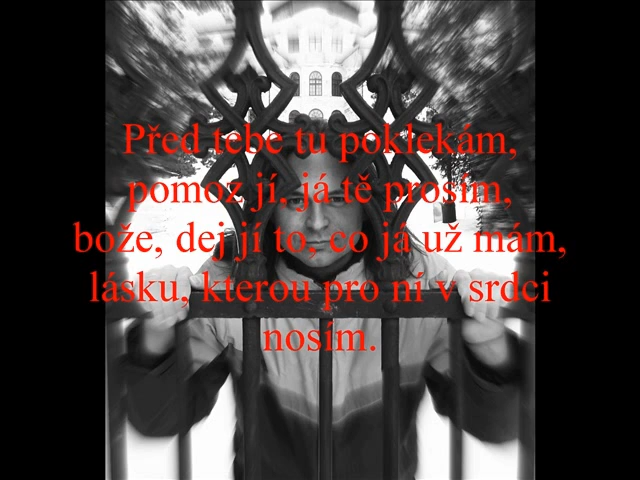 Před tebe tu poklekám,
pomoz jí, já tě prosím,
bože, dej jí to, co já už mám,
lásku, kterou pro ní v srdci
nosím.